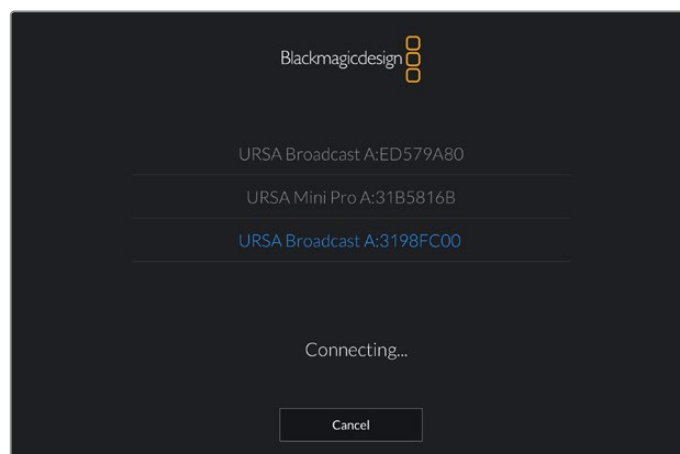 Blackmagicdesign
URSA Broadcast A:ED579A80
URSA Mini Pro A:31B5816B
URSA Broadcast A:3198FC00
Connecting...
Cancel